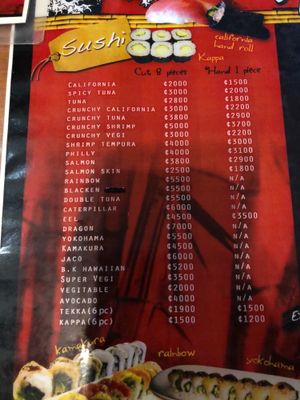 Sushi
california
hand roll
Kappa
Cut 8 pieces *Hand 1 piece
CALIFORNIA ¢2000 ¢1500
SPICY TUNA ¢3000 ¢2000
TUNA ¢2800 ¢1800
CRUNCHY CALIFORNIA ¢3000 ¢2200
CRUNCHY TUNA ¢3800 ¢2900
CRUNCHY SHRIMP ¢5000 ¢3700
CRUNCHY VEGI ¢3000 ¢2200
SHRIMP TEMPURA ¢4000 ¢3000
PHILLY ¢4000 ¢3100
SALMON ¢3800 ¢2900
SALMON SKIN ¢2500 ¢1800
RAINBOW ¢5500 N/A
BLACKEN ¢5500 N/A
DOUBLE TUNA ¢5500 N/A
CATERPILLAR ¢6000 N/A
EEL ¢4500 ¢3500
DRAGON ¢7000 N/A
YOKOHAMA ¢5500 N/A
KAMAKURA ¢4500 N/A
JACO ¢6000 N/A
B.K HAWAIIAN ¢5200 N/A
SUPER VEGI ¢3500 N/A
VEGITABLE ¢2000 N/A
AVOCADO ¢4000 N/A
TEKKA(6pc) ¢1900 ¢1500
KAPPA(6pc) ¢1500 ¢1200
kamakura
rainbow
yokohama